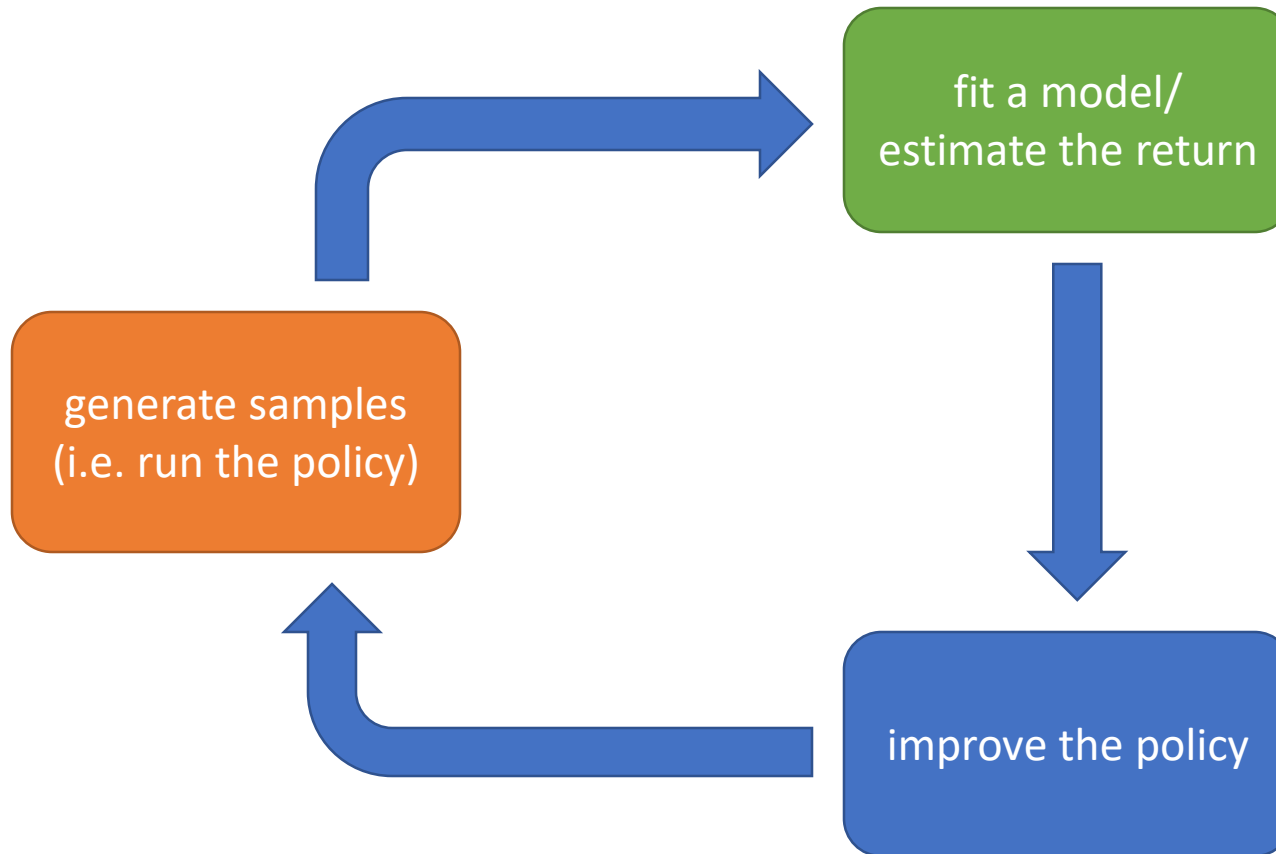 fit a model/
estimate the return
generate samples
(i.e. run the policy)
improve the policy